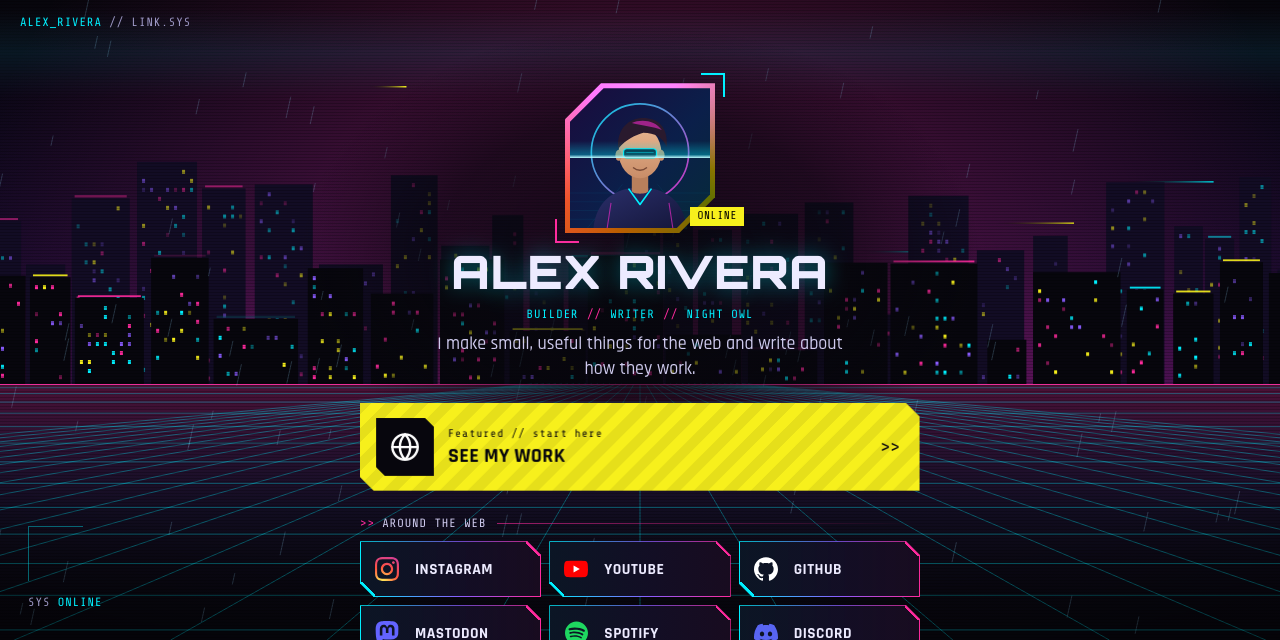 ALEX_RIVERA // LINK.SYS
ONLINE
ALEX RIVERA
BUILDER // WRITER // NIGHT OWL
I make small, useful things for the web and write about
how they work.
Featured // start here
SEE MY WORK
>>
>> AROUND THE WEB
INSTAGRAM
YOUTUBE
GITHUB
SYS ONLINE
MASTODON
SPOTIFY
DISCORD